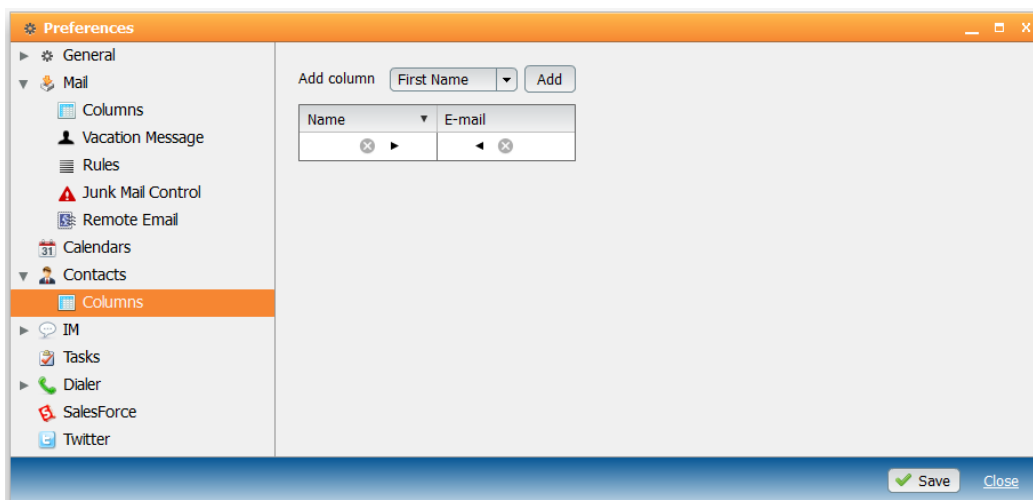 Preferences
General
Mail
Columns
Vacation Message
Rules
Junk Mail Control
Remote Email
31 Calendars
Contacts
Columns
IM
Tasks
Dialer
SalesForce
Twitter
Add column First Name Add
Name E-mail
Save Close